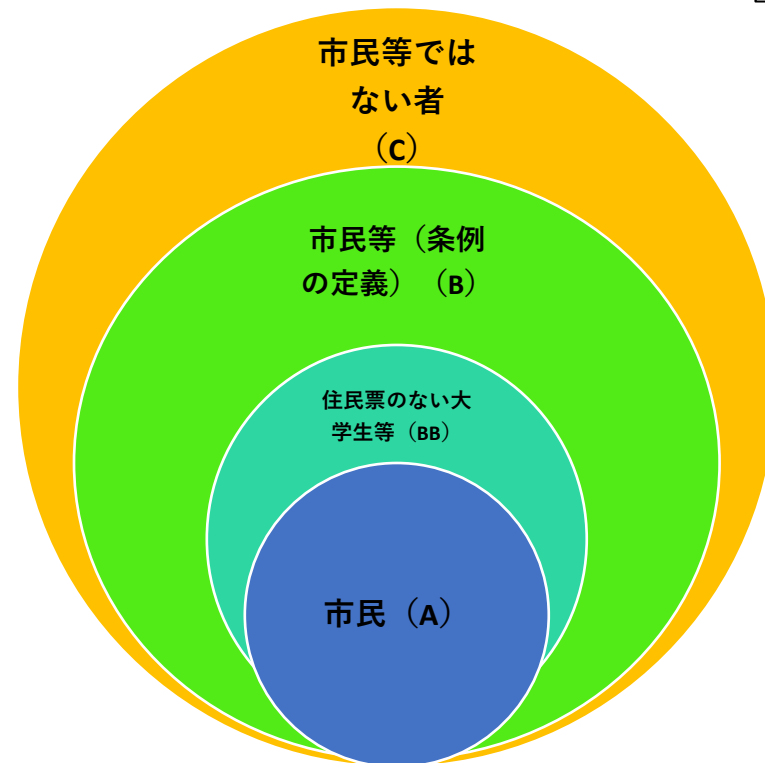 市民等では
ない者
（C）
市民等（条例
の定義）（B）
住民票のない大
学生等（BB）
市民（A）